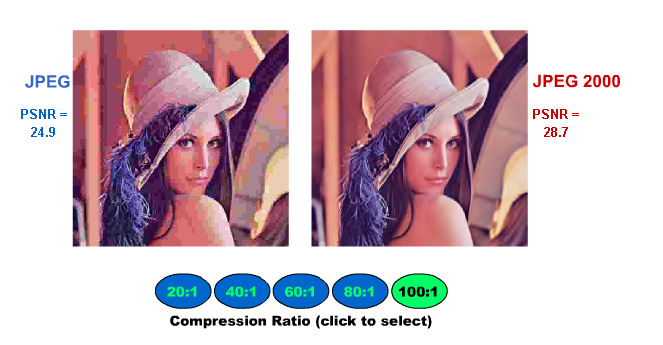 JPEG
PSNR =
24.9
JPEG 2000
PSNR =
28.7
20:1 40:1 60:1 80:1 100:1
Compression Ratio (click to select)